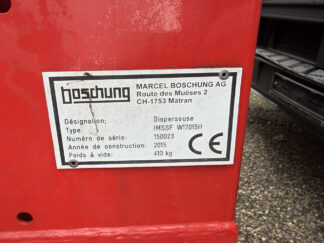 boschung
MARCEL BOSCHUNG AG
Route des Muëses 2
CH-1753 Matran
Désignation: Disperseuse
Type: IMSSF W17015H
Numéro de série: 150023
Année de construction: 2015
Poids à vide: 410 kg
CE